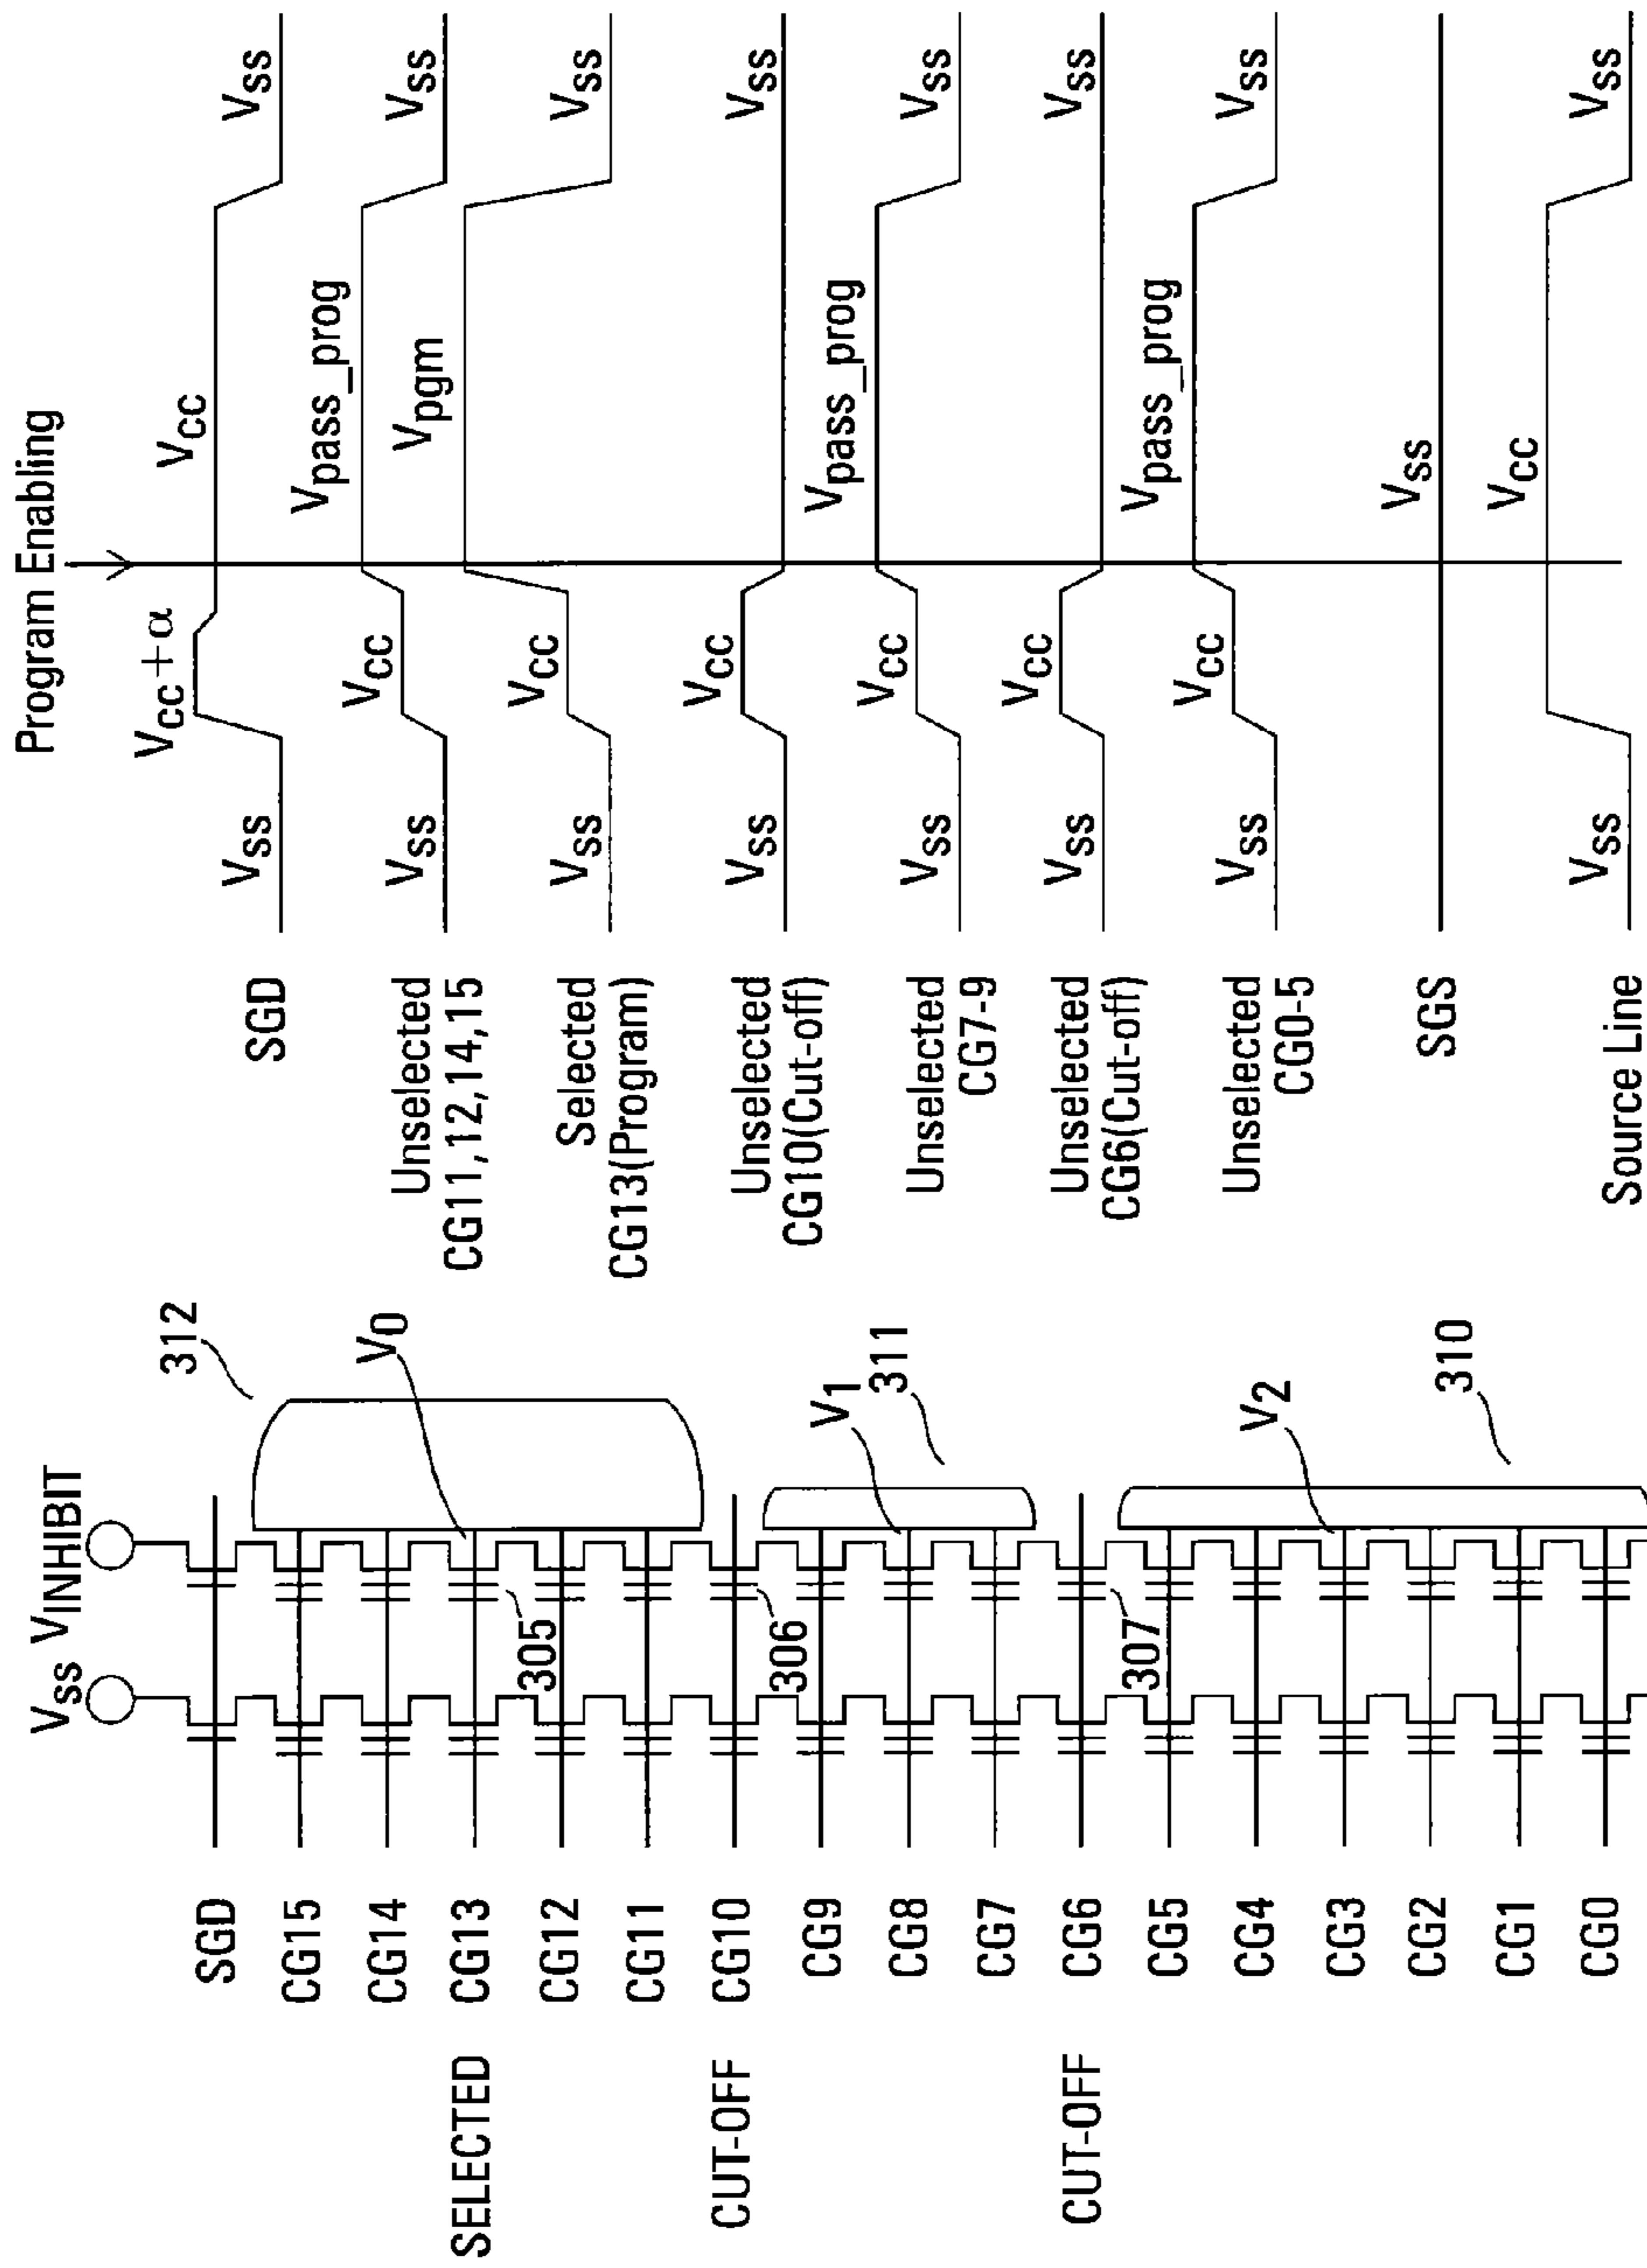 Program Enabling
SGD
Vss
Vcc+α
Vcc
Vss
Unselected
CG11,12,14,15
Vss
Vcc
Vpass_prog
Vss
Selected
CG13(Program)
Vss
Vcc
Vpgm
Vss
Unselected
CG10(Cut-off)
Vss
Vcc
Vss
Unselected
CG7-9
Vss
Vcc
Vpass_prog
Vss
Unselected
CG6(Cut-off)
Vss
Vcc
Vss
Unselected
CG0-5
Vss
Vcc
Vpass_prog
Vss
SGS
Vss
Source Line
Vss
Vcc
Vss
Vss
VINHIBIT
312
V0
V1
311
V2
310
305
306
307
SGD
CG15
CG14
SELECTED CG13
CG12
CG11
CUT-OFF CG10
CG9
CG8
CG7
CUT-OFF CG6
CG5
CG4
CG3
CG2
CG1
CG0